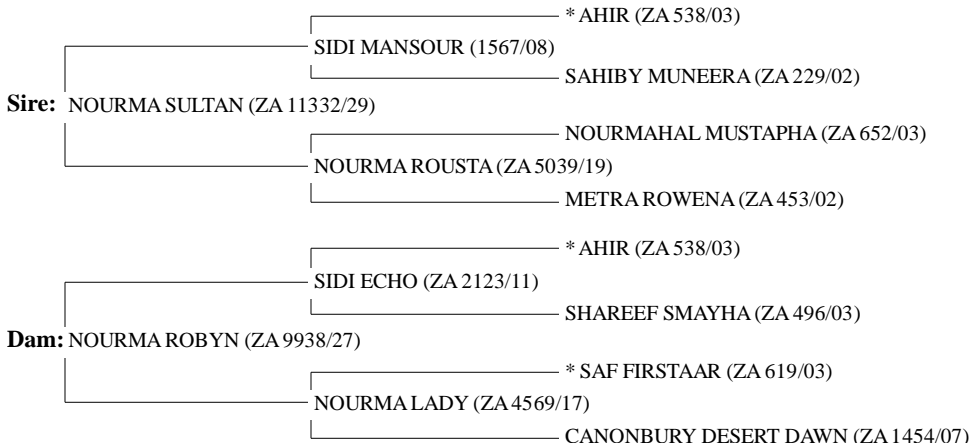 * AHIR (ZA 538/03)
SIDI MANSOUR (1567/08)
SAHIBY MUNEERA (ZA 229/02)
Sire: NOURMA SULTAN (ZA 11332/29)
NOURMAHAL MUSTAPHA (ZA 652/03)
NOURMA ROUSTA (ZA 5039/19)
METRA ROWENA (ZA 453/02)
* AHIR (ZA 538/03)
SIDI ECHO (ZA 2123/11)
SHAREEF SMAYHA (ZA 496/03)
Dam: NOURMA ROBYN (ZA 9938/27)
* SAF FIRSTAAR (ZA 619/03)
NOURMA LADY (ZA 4569/17)
CANONBURY DESERT DAWN (ZA 1454/07)